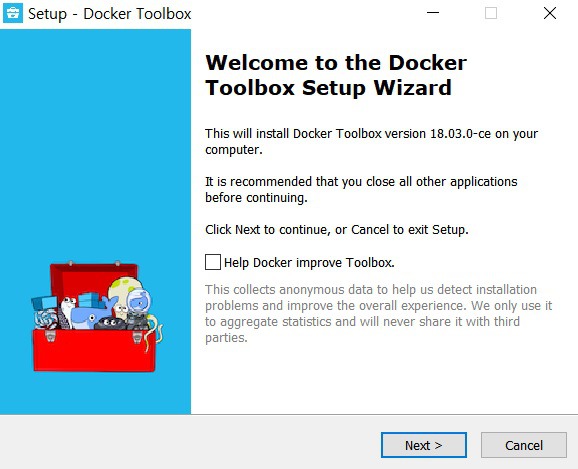 Setup - Docker Toolbox
Welcome to the Docker
Toolbox Setup Wizard
This will install Docker Toolbox version 18.03.0-ce on your
computer.
It is recommended that you close all other applications
before continuing.
Click Next to continue, or Cancel to exit Setup.
Help Docker improve Toolbox.
This collects anonymous data to help us detect installation
problems and improve the overall experience. We only use it
to aggregate statistics and will never share it with third
parties.
Next >
Cancel